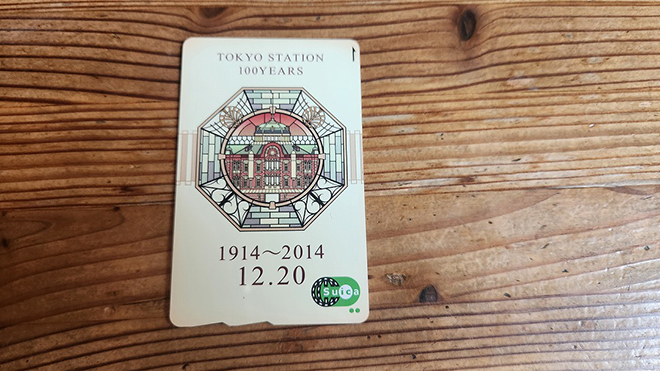 TOKYO STATION
100YEARS
1914〜2014
12.20
Suica